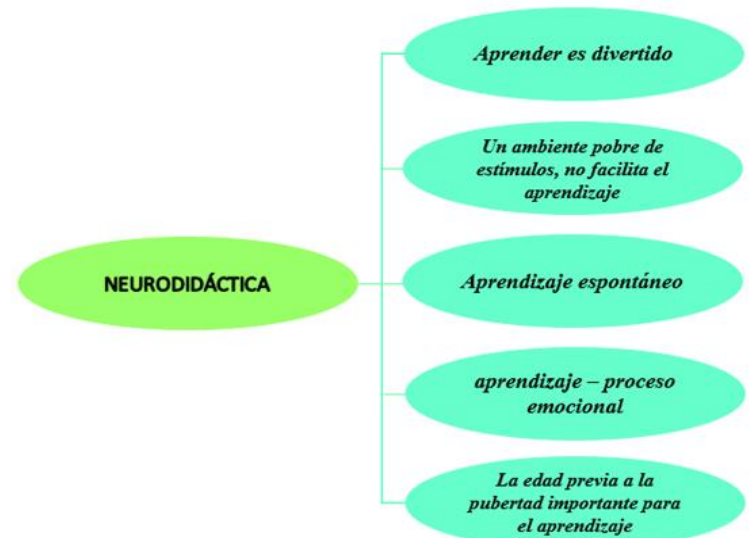 Aprender es divertido
Un ambiente pobre de
estímulos, no facilita el
aprendizaje
NEURODIDÁCTICA
Aprendizaje espontáneo
aprendizaje – proceso
emocional
La edad previa a la
pubertad importante para
el aprendizaje